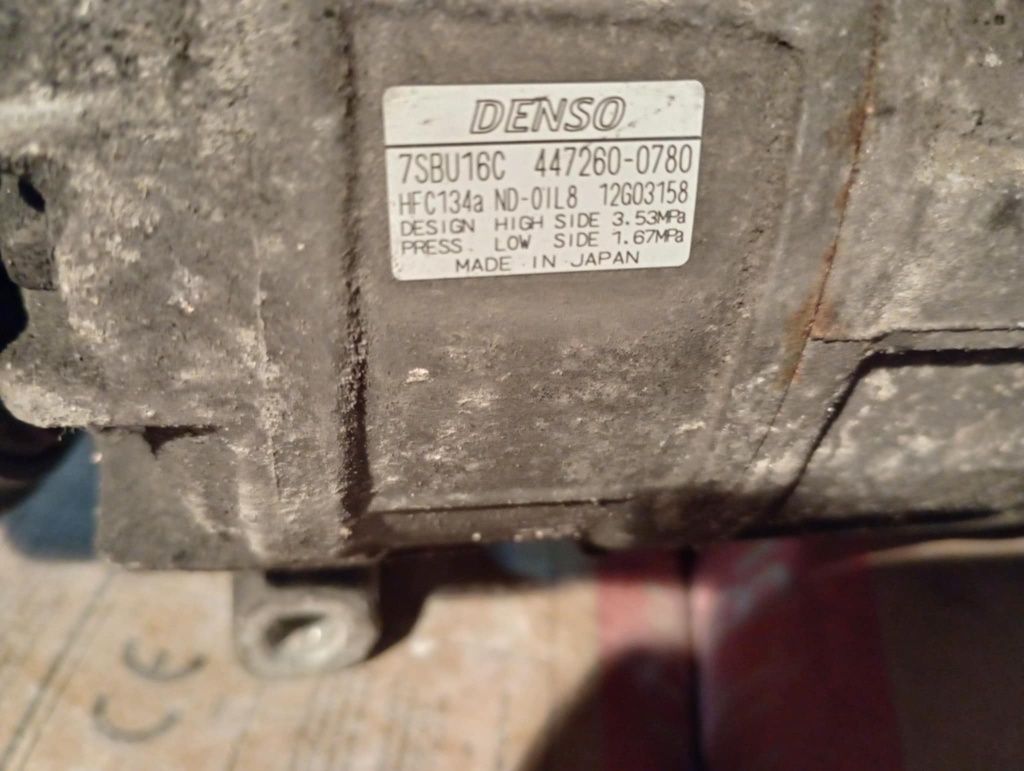 DENSO
7SBU16C 447260-0780
HFC134a ND-OIL8 12G03158
DESIGN HIGH SIDE 3.53MPa
PRESS. LOW SIDE 1.67MPa
MADE IN JAPAN
CE